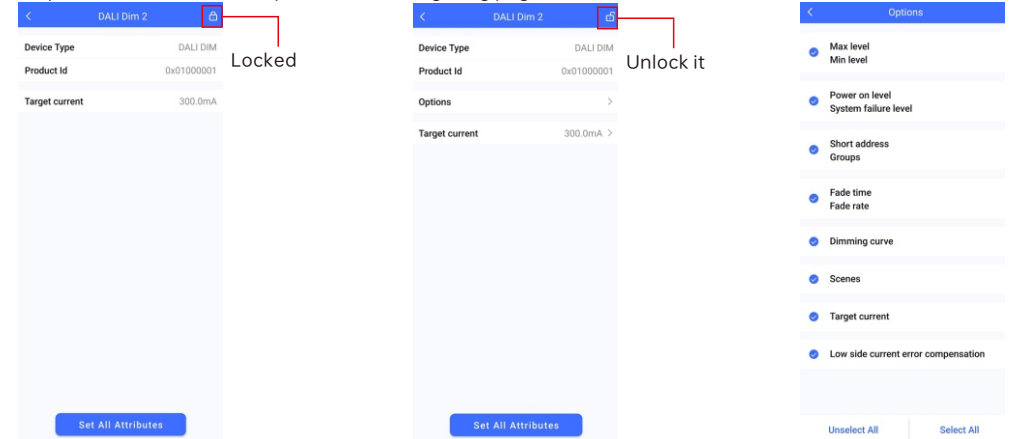 DALI Dim 2
Locked
Device Type DALI DIM
Product Id 0x01000001
Target current 300.0mA
Set All Attributes
DALI Dim 2
Unlock it
Device Type DALI DIM
Product Id 0x01000001
Options
Target current 300.0mA
Set All Attributes
Options
Max level
Min level
Power on level
System failure level
Short address
Groups
Fade time
Fade rate
Dimming curve
Scenes
Target current
Low side current error compensation
Unselect All Select All